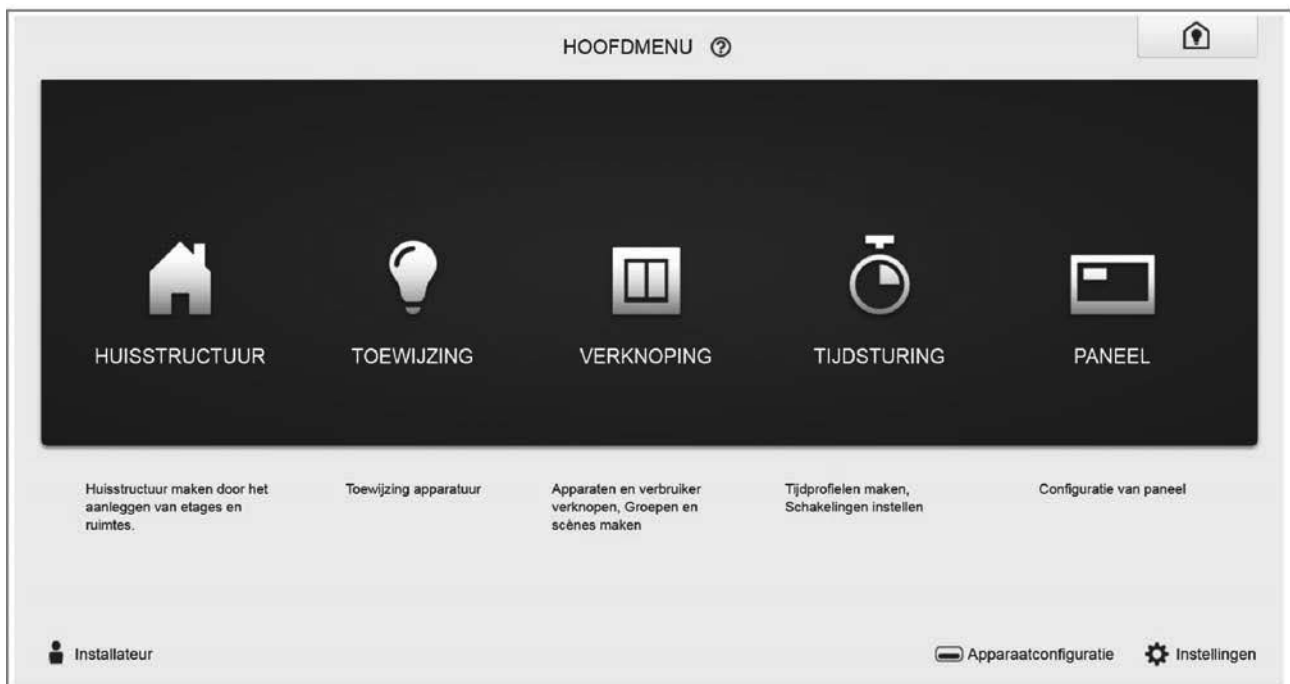 HOOFDMENU
HUISSTRUCTUUR
TOEWIJZING
VERKNOPING
TIJDSTURING
PANEEL
Huisstructuur maken door het
aanleggen van etages en
ruimtes.
Toewijzing apparatuur
Apparaten en verbruiker
verknopen, Groepen en
scènes maken
Tijdprofielen maken,
Schakelingen instellen
Configuratie van paneel
Installateur
Apparaatconfiguratie
Instellingen